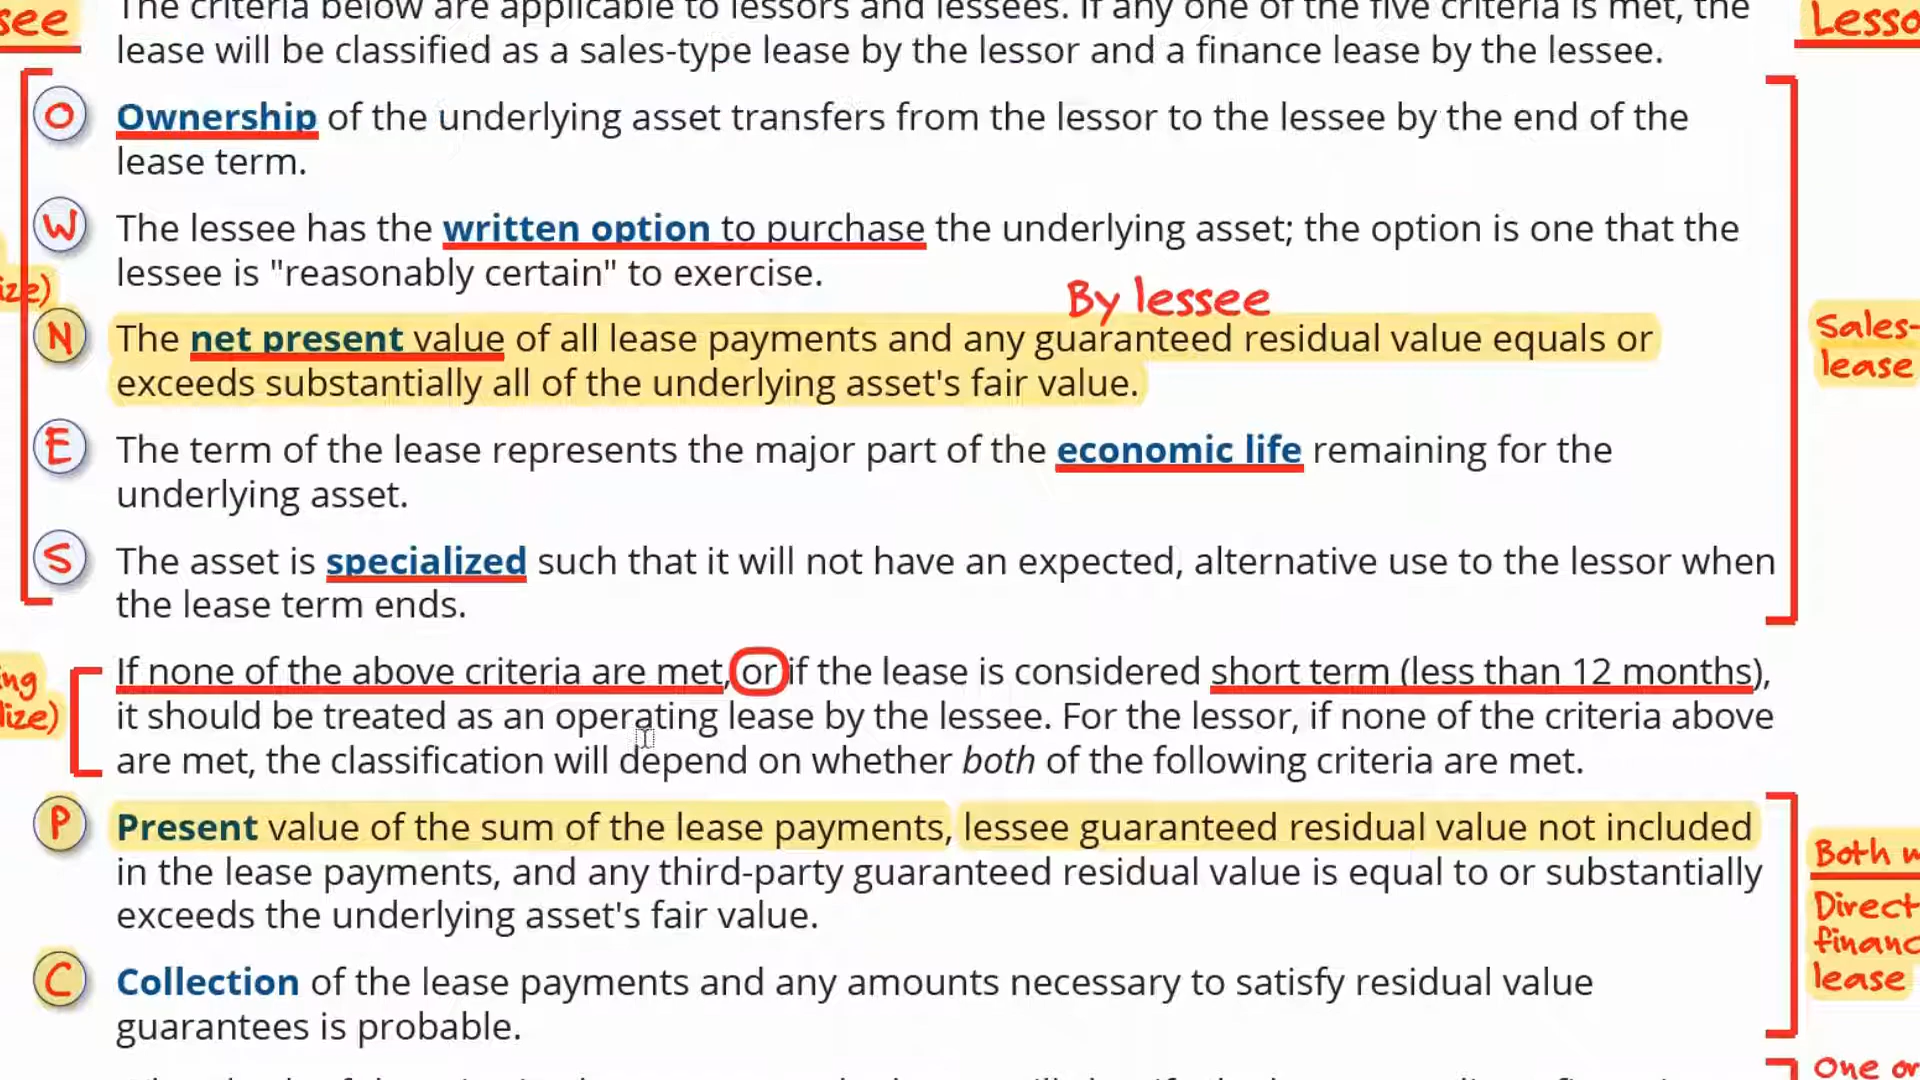 The criteria below are applicable to lessors and lessees. If any one of the five criteria is met, the
see
Lesso
lease will be classified as a sales-type lease by the lessor and a finance lease by the lessee.
O Ownership of the underlying asset transfers from the lessor to the lessee by the end of the
lease term.
W The lessee has the written option to purchase the underlying asset; the option is one that the
lessee is "reasonably certain" to exercise.
ize)
By lessee
N The net present value of all lease payments and any guaranteed residual value equals or
exceeds substantially all of the underlying asset's fair value.
Sales-
lease
E The term of the lease represents the major part of the economic life remaining for the
underlying asset.
S The asset is specialized such that it will not have an expected, alternative use to the lessor when
the lease term ends.
If none of the above criteria are met, or if the lease is considered short term (less than 12 months),
ng
lize)
it should be treated as an operating lease by the lessee. For the lessor, if none of the criteria above
are met, the classification will depend on whether both of the following criteria are met.
P Present value of the sum of the lease payments, lessee guaranteed residual value not included
in the lease payments, and any third-party guaranteed residual value is equal to or substantially
exceeds the underlying asset's fair value.
Both
Direct
financ
lease
C Collection of the lease payments and any amounts necessary to satisfy residual value
guarantees is probable.
One or